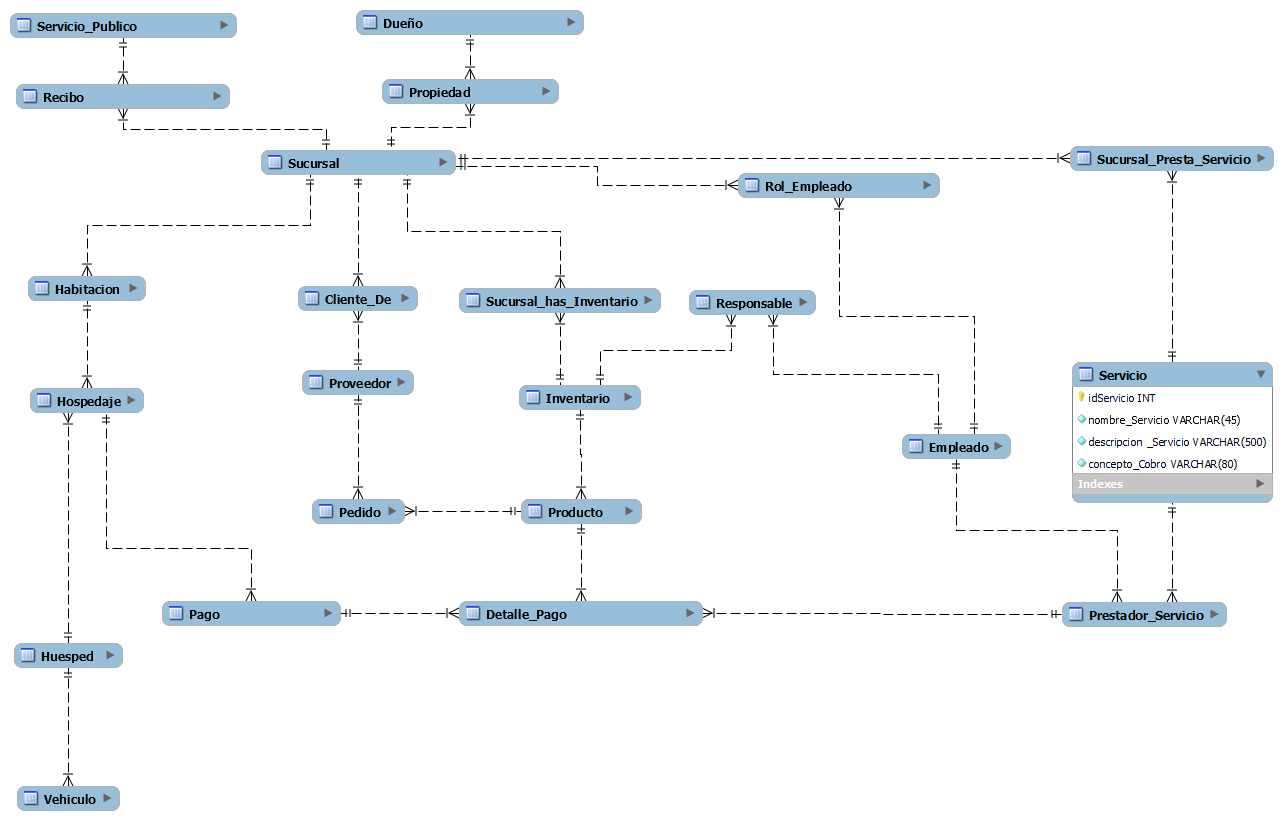 Servicio_Publico
Dueño
Recibo
Propiedad
Sucursal
Sucursal_Presta_Servicio
Rol_Empleado
Habitacion
Cliente_De
Sucursal_has_Inventario
Responsable
Proveedor
Servicio
idServicio INT
nombre_Servicio VARCHAR(45)
descripcion _Servicio VARCHAR(500)
concepto_Cobro VARCHAR(80)
Indexes
Hospedaje
Inventario
Empleado
Pedido
Producto
Pago
Detalle_Pago
Prestador_Servicio
Huesped
Vehiculo